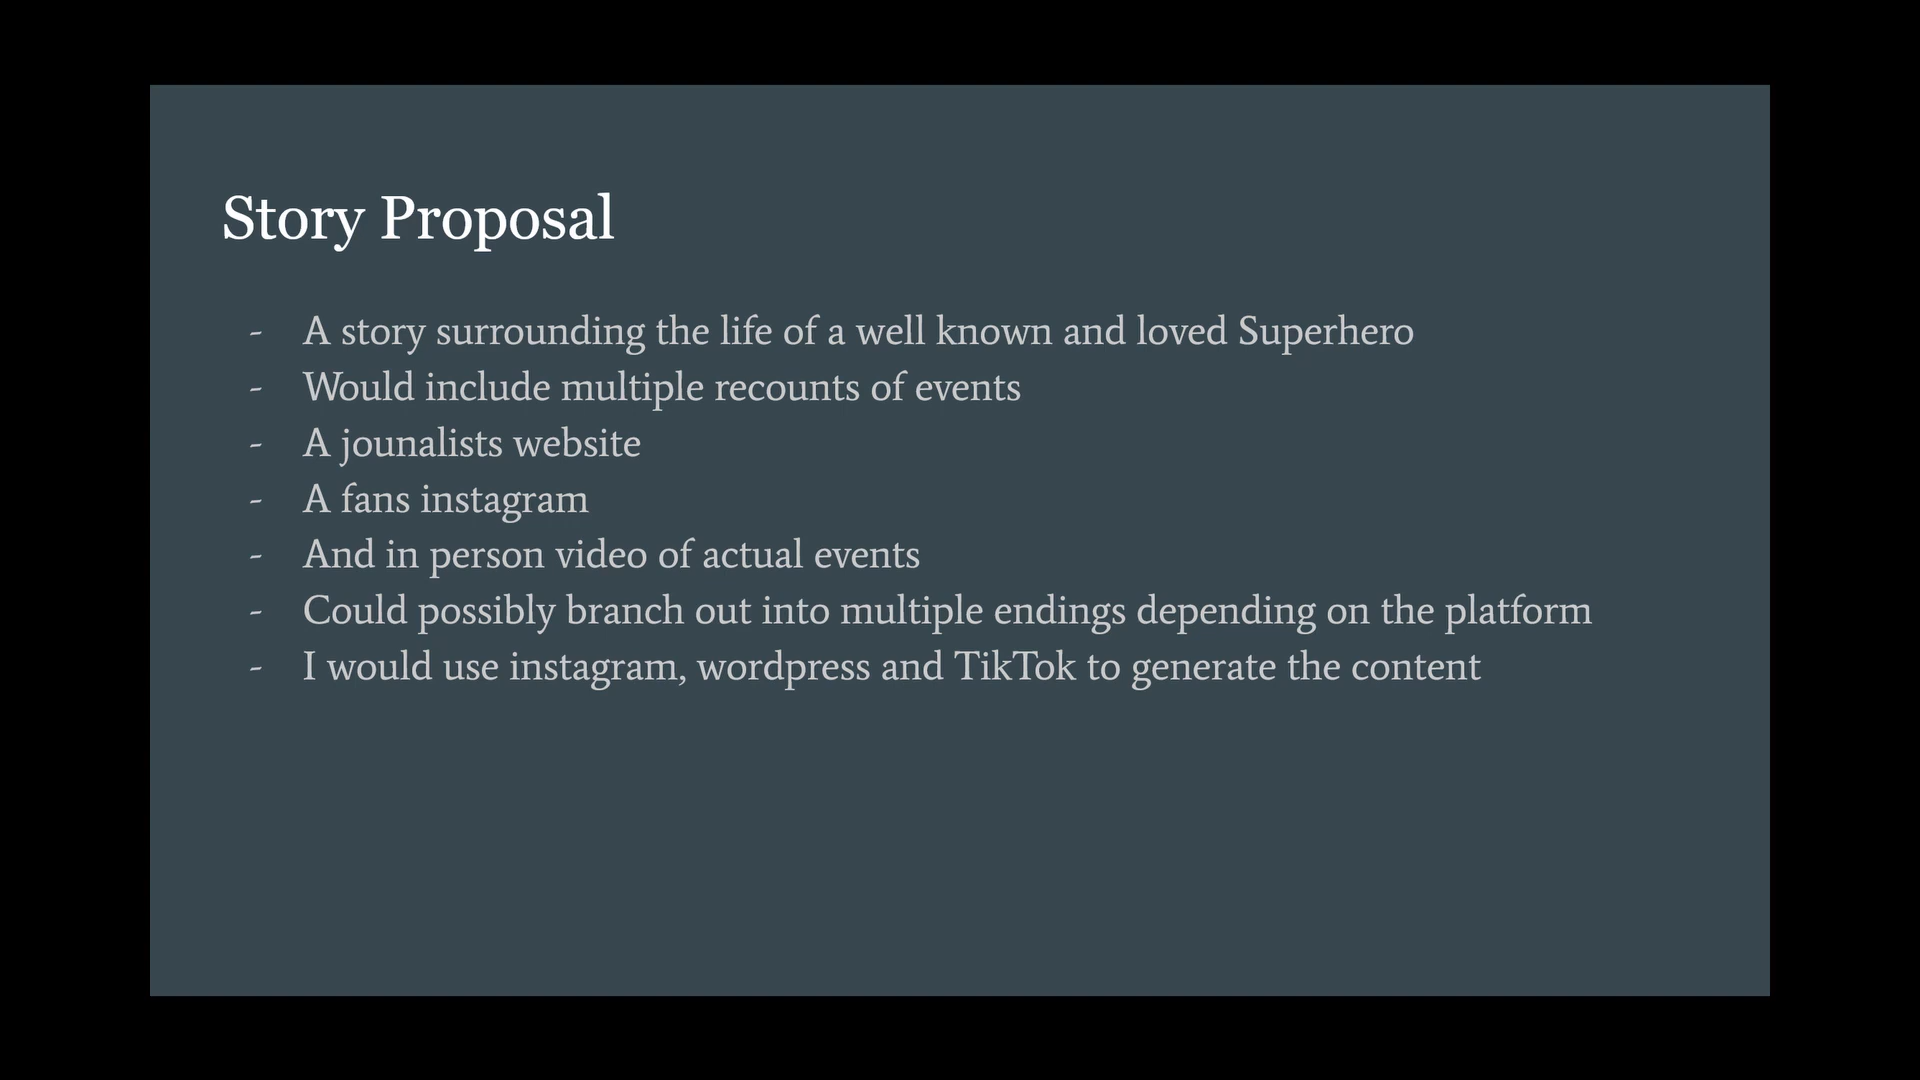 Story Proposal
- A story surrounding the life of a well known and loved Superhero
- Would include multiple recounts of events
- A jounalists website
- A fans instagram
- And in person video of actual events
- Could possibly branch out into multiple endings depending on the platform
- I would use instagram, wordpress and TikTok to generate the content